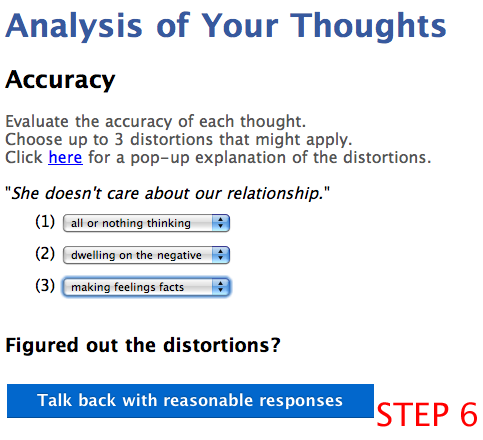 Analysis of Your Thoughts
Accuracy
Evaluate the accuracy of each thought.
Choose up to 3 distortions that might apply.
Click here for a pop-up explanation of the distortions.
"She doesn't care about our relationship."
(1) all or nothing thinking
(2) dwelling on the negative
(3) making feelings facts
Figured out the distortions?
Talk back with reasonable responses STEP 6